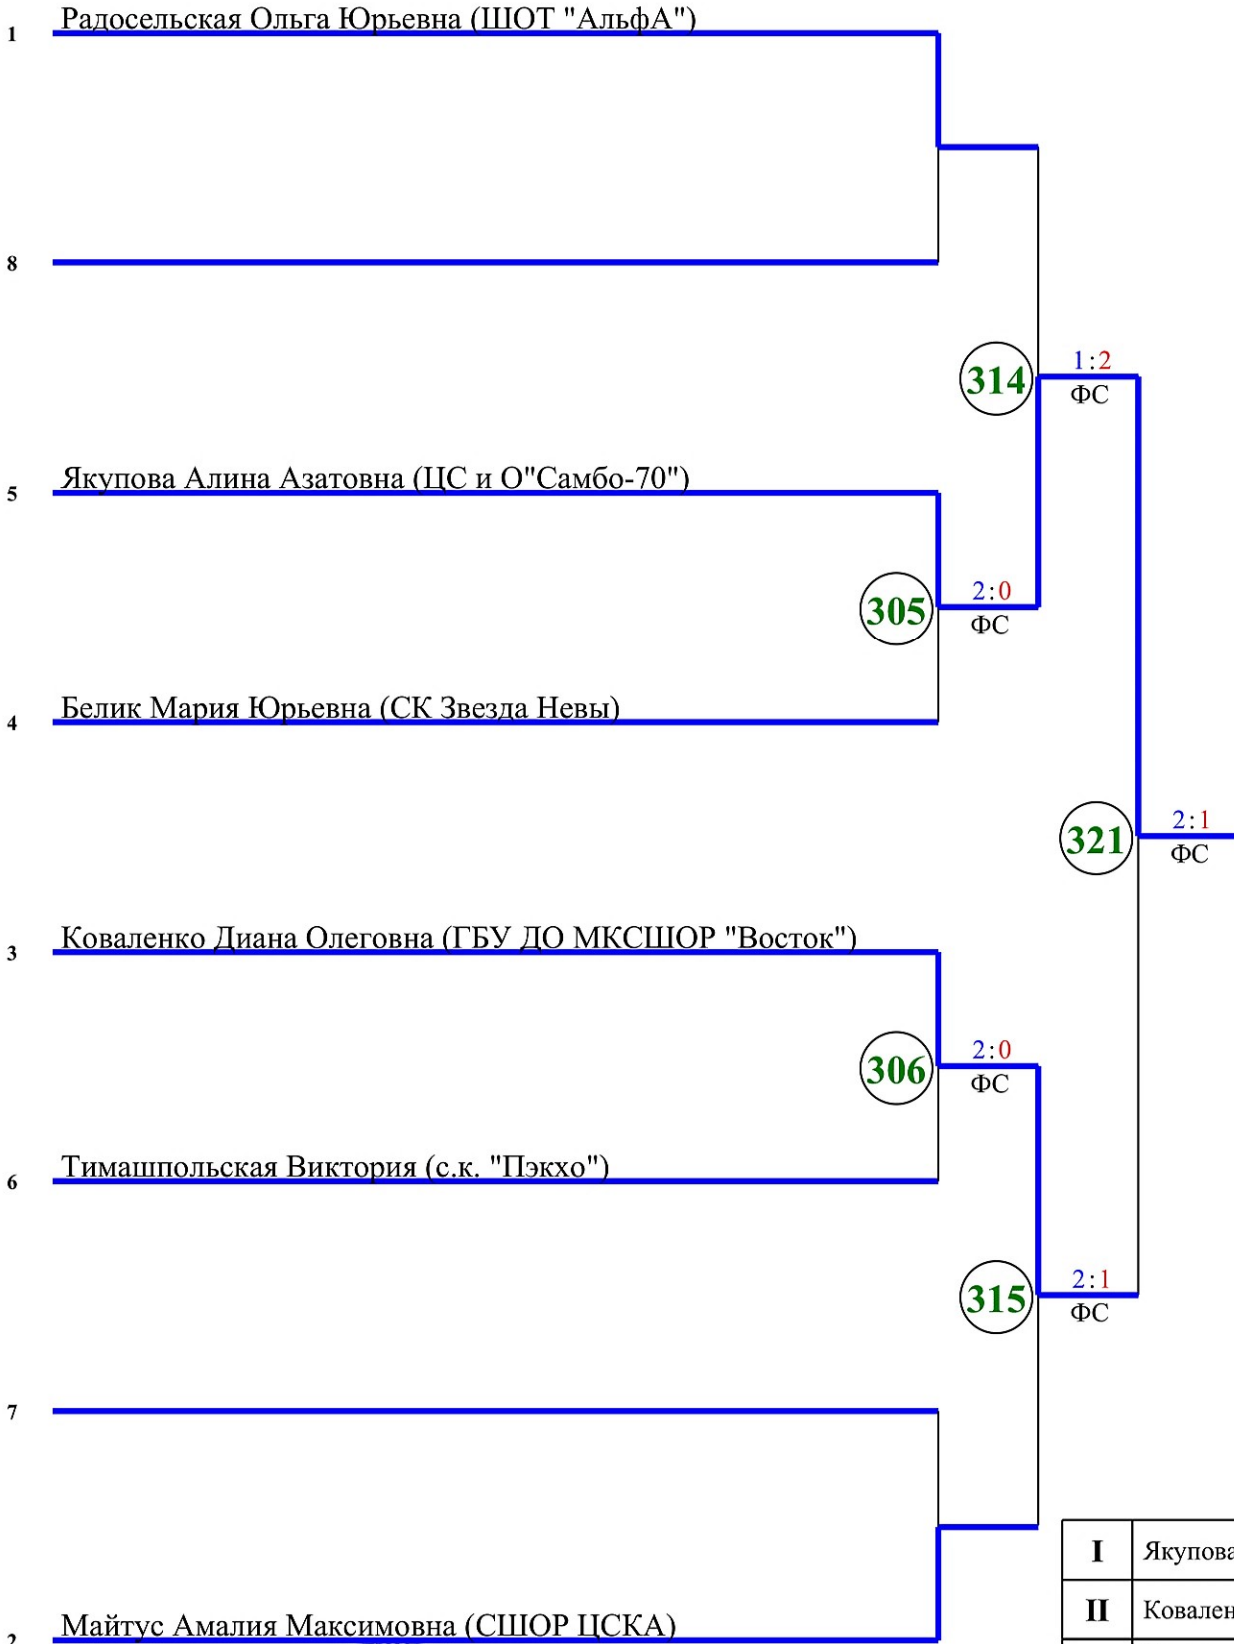 1 Радосельская Ольга Юрьевна (ШОТ "АльфА")
8
314 1:2
ФС
5 Якупова Алина Азатовна (ЦС и О"Самбо-70")
305 2:0
ФС
4 Белик Мария Юрьевна (СК Звезда Невы)
321 2:1
ФС
3 Коваленко Диана Олеговна (ГБУ ДО МКСШОР "Восток")
306 2:0
ФС
6 Тимашпольская Виктория (с.к. "Пэкхо")
315 2:1
ФС
7
I Якупова
II Ковален
2 Майтус Амалия Максимовна (СШОР ЦСКА)